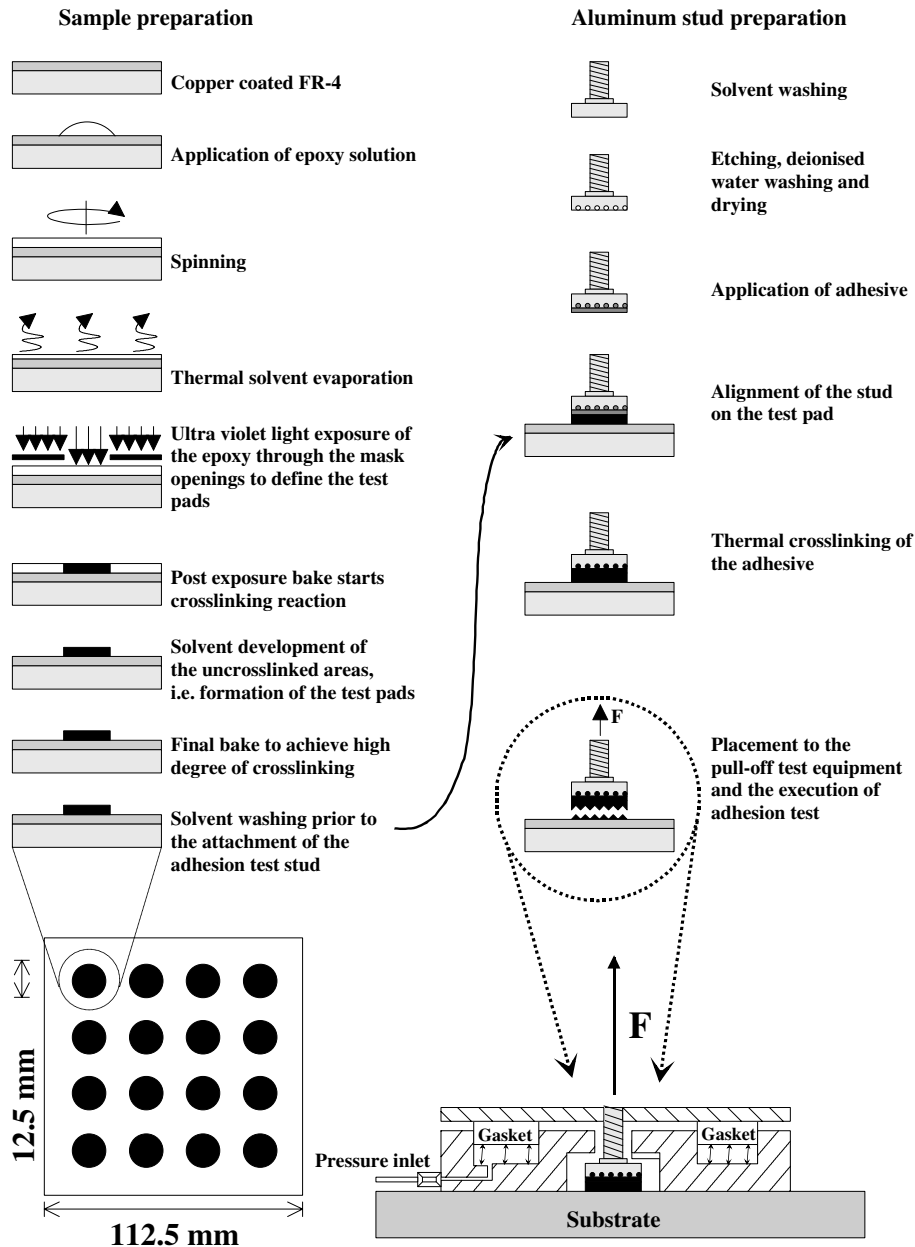 Sample preparation
Copper coated FR-4
Application of epoxy solution
Spinning
Thermal solvent evaporation
Ultra violet light exposure of
the epoxy through the mask
openings to define the test
pads
Post exposure bake starts
crosslinking reaction
Solvent development of
the uncrosslinked areas,
i.e. formation of the test pads
Final bake to achieve high
degree of crosslinking
Solvent washing prior to
the attachment of the
adhesion test stud
12.5 mm
112.5 mm
Aluminum stud preparation
Solvent washing
Etching, deionised
water washing and
drying
Application of adhesive
Alignment of the stud
on the test pad
Thermal crosslinking of
the adhesive
F
Placement to the
pull-off test equipment
and the execution of
adhesion test
F
Gasket
Gasket
Pressure inlet
Substrate